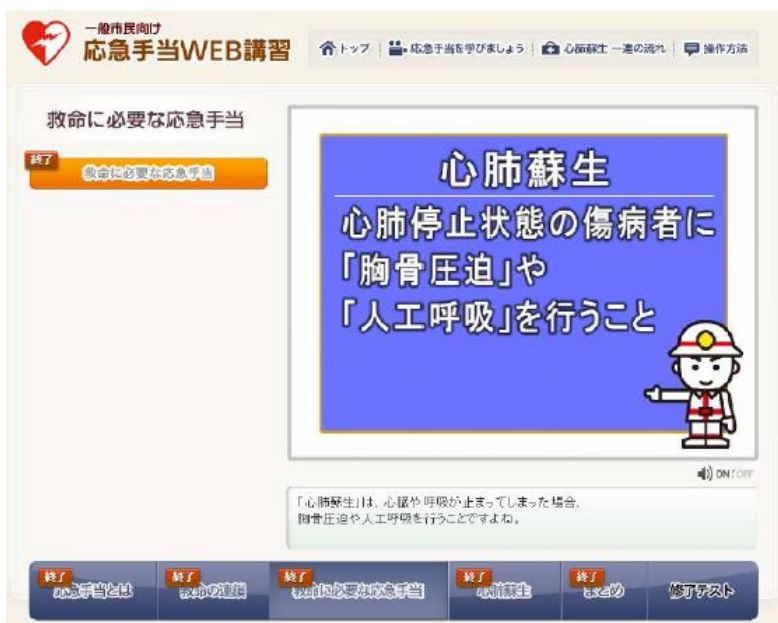 一般市民向け
応急手当WEB講習
トップ
応急手当を学びましょう
心肺蘇生 一連の流れ
操作方法
救命に必要な応急手当
終了
救命に必要な応急手当
心肺蘇生
心肺停止状態の傷病者に
「胸骨圧迫」や
「人工呼吸」を行うこと
ON / OFF
「心肺蘇生」は、心臓や呼吸が止まってしまった場合、
胸骨圧迫や人工呼吸を行うことですよね。
終了
応急手当とは
終了
救命の連鎖
終了
救命に必要な応急手当
終了
心肺蘇生
終了
まとめ
修了テスト